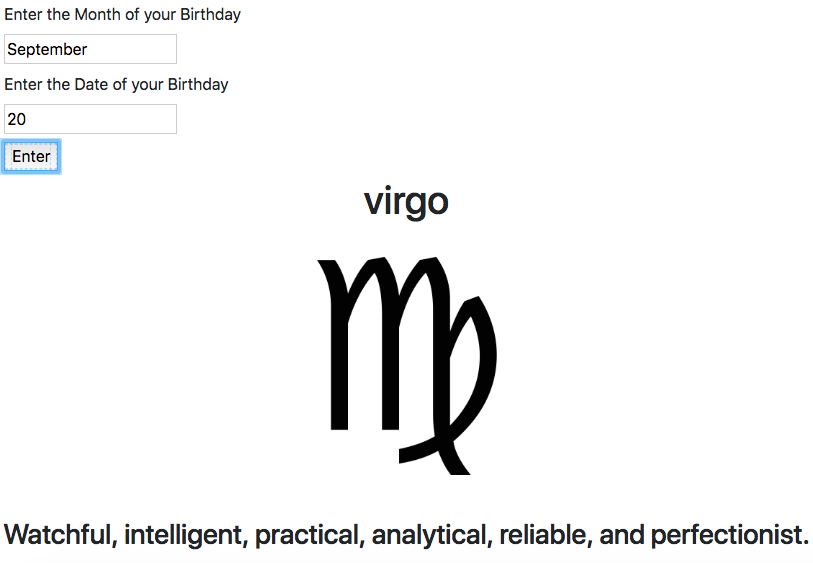 Enter the Month of your Birthday
September
Enter the Date of your Birthday
20
Enter
virgo
Watchful, intelligent, practical, analytical, reliable, and perfectionist.